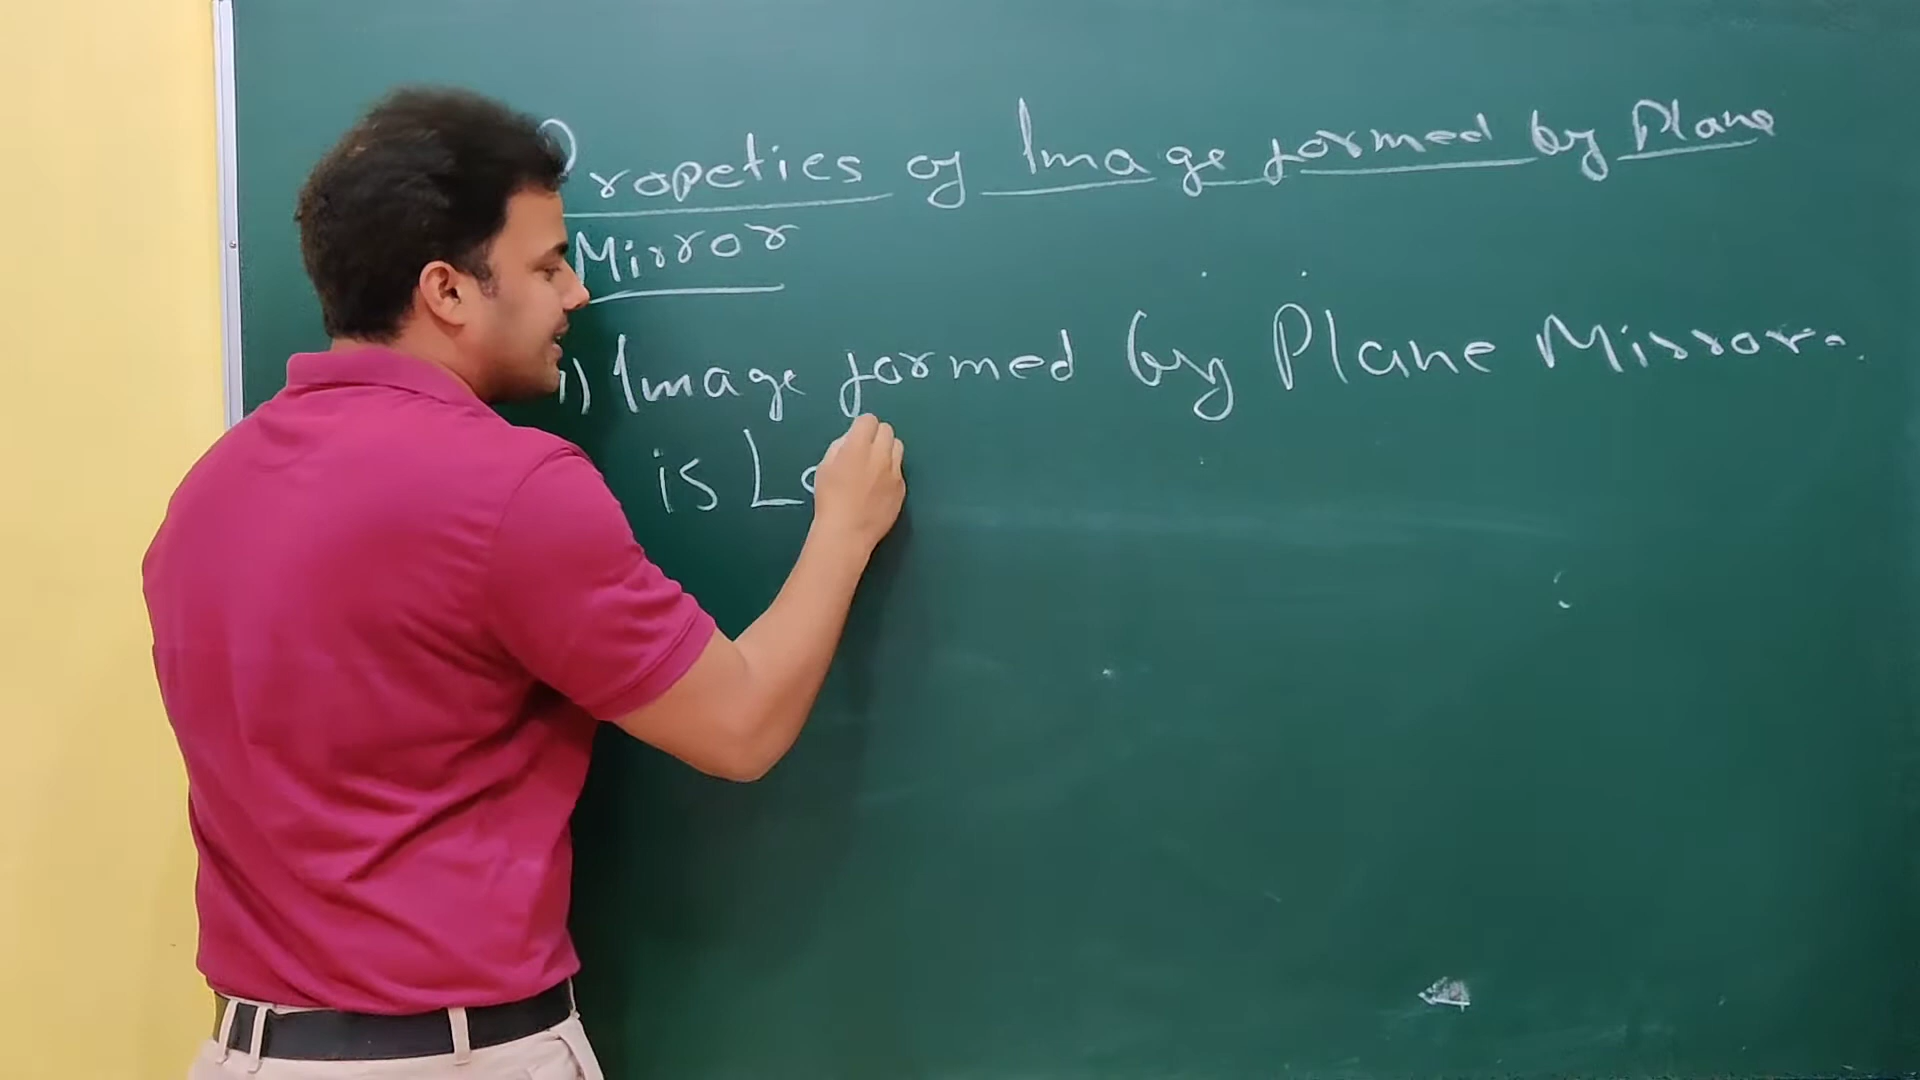 Propeties of Image formed by Plane
Mirror
1) Image formed by Plane Mirror.
is